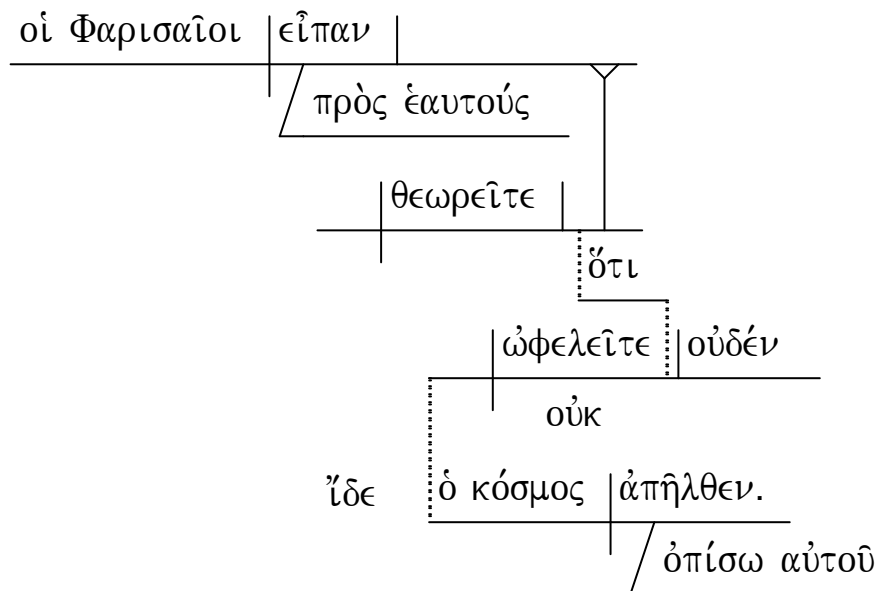 οἱ Φαρισαῖοι εἶπαν
πρὸς ἑαυτούς
θεωρεῖτε
ὅτι
ὠφελεῖτε οὐδέν
οὐκ
ἴδε ὁ κόσμος ἀπῆλθεν.
ὀπίσω αὐτοῦ